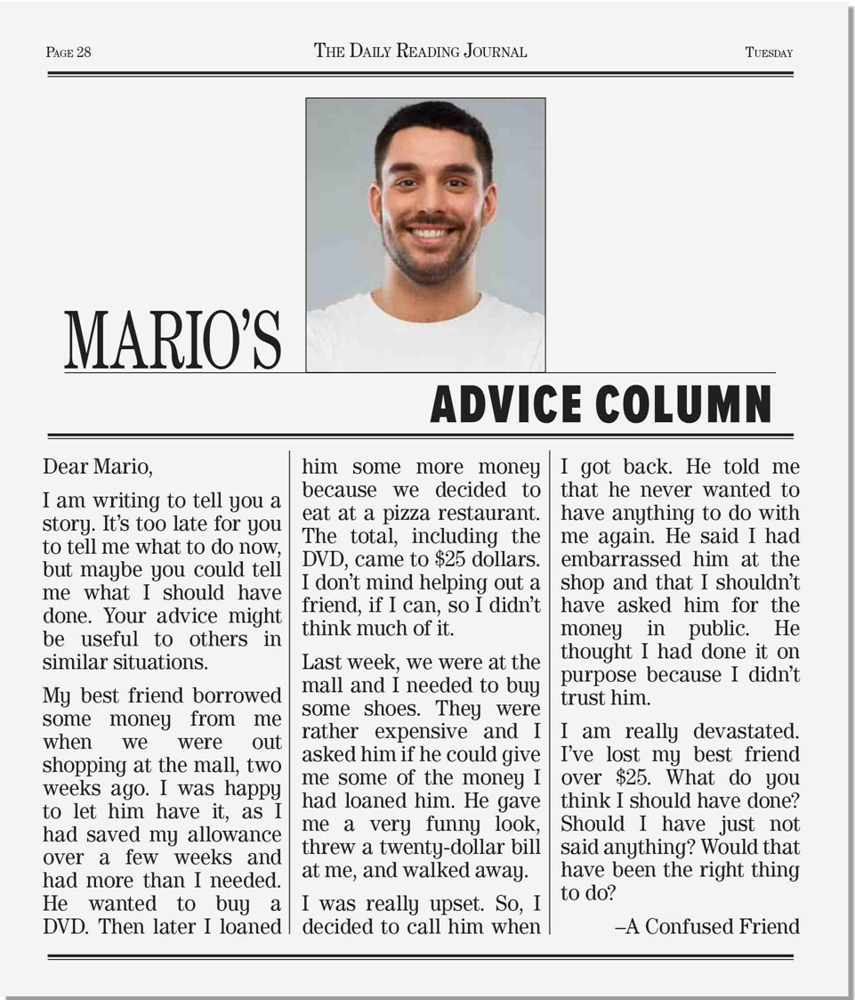 PAGE 28
THE DAILY READING JOURNAL
TUESDAY
MARIO'S
ADVICE COLUMN
Dear Mario,
I am writing to tell you a
story. It's too late for you
to tell me what to do now,
but maybe you could tell
me what I should have
done. Your advice might
be useful to others in
similar situations.
My best friend borrowed
some money from me
when we were out
shopping at the mall, two
weeks ago. I was happy
to let him have it, as I
had saved my allowance
over a few weeks and
had more than I needed.
He wanted to buy a
DVD. Then later I loaned
him some more money
because we decided to
eat at a pizza restaurant.
The total, including the
DVD, came to $25 dollars.
I don't mind helping out a
friend, if I can, so I didn't
think much of it.
Last week, we were at the
mall and I needed to buy
some shoes. They were
rather expensive and I
asked him if he could give
me some of the money I
had loaned him. He gave
me a very funny look,
threw a twenty-dollar bill
at me, and walked away.
I was really upset. So, I
decided to call him when
I got back. He told me
that he never wanted to
have anything to do with
me again. He said I had
embarrassed him at the
shop and that I shouldn't
have asked him for the
money in public. He
thought I had done it on
purpose because I didn't
trust him.
I am really devastated.
I've lost my best friend
over $25. What do you
think I should have done?
Should I have just not
said anything? Would that
have been the right thing
to do?
–A Confused Friend